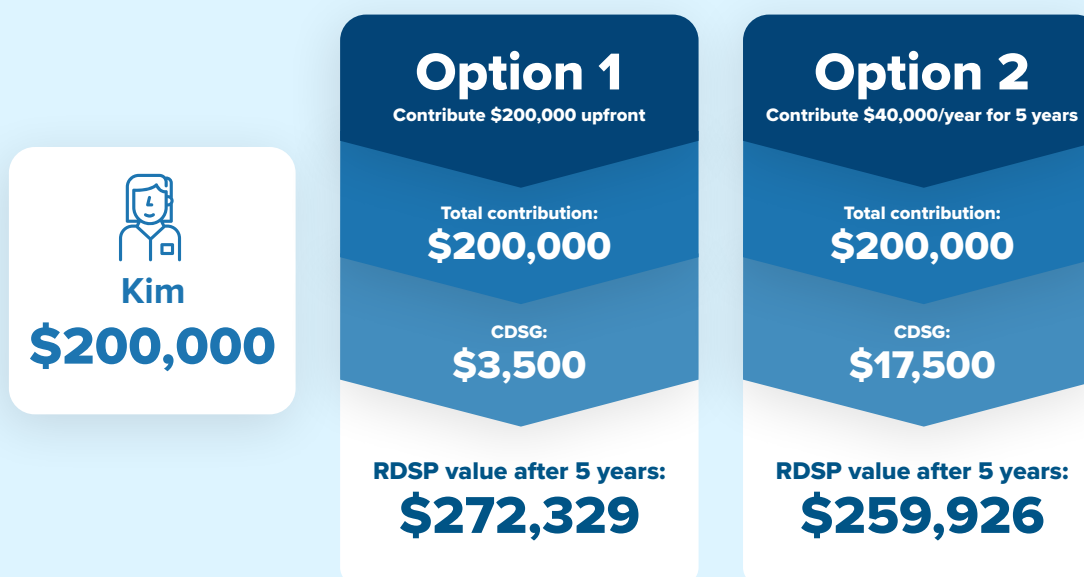 Kim
$200,000
Option 1
Contribute $200,000 upfront
Total contribution:
$200,000
CDSG:
$3,500
RDSP value after 5 years:
$272,329
Option 2
Contribute $40,000/year for 5 years
Total contribution:
$200,000
CDSG:
$17,500
RDSP value after 5 years:
$259,926